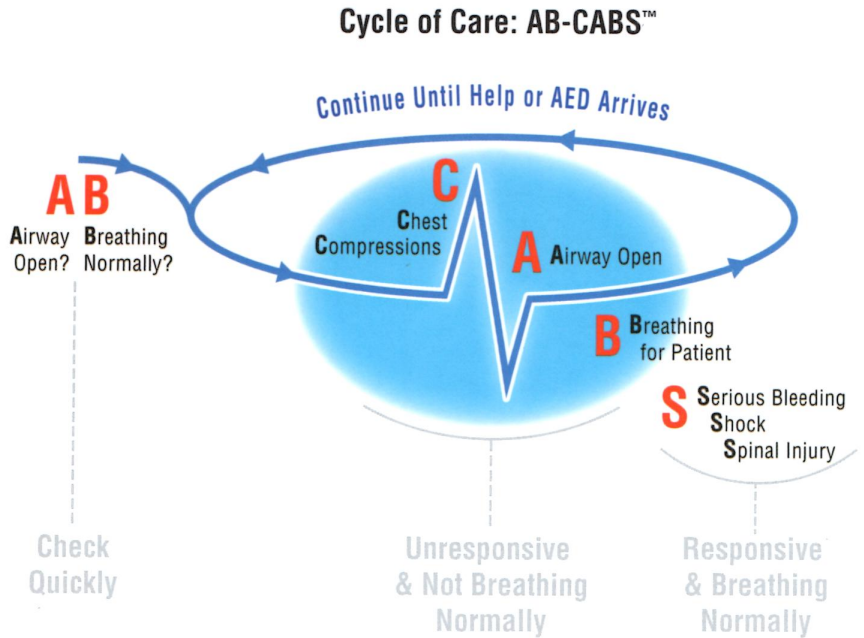 Cycle of Care: AB-CABS™
Continue Until Help or AED Arrives
A B
Airway Open?
Breathing Normally?
C
Chest
Compressions
A Airway Open
B Breathing
for Patient
S Serious Bleeding
Shock
Spinal Injury
Check
Quickly
Unresponsive
& Not Breathing
Normally
Responsive
& Breathing
Normally